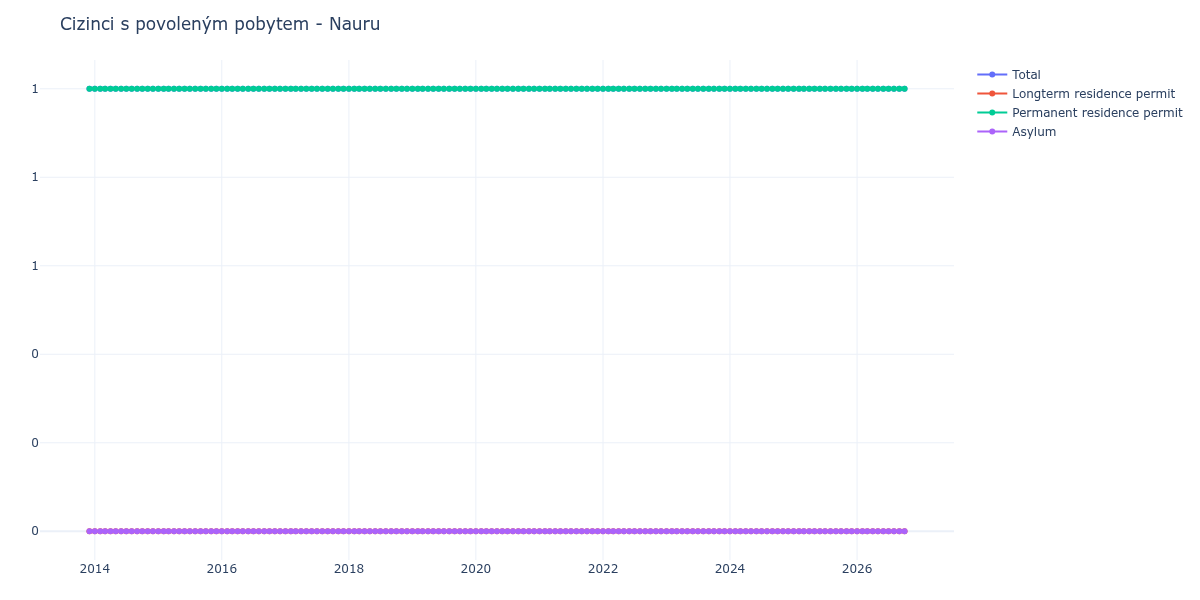 Cizinci s povoleným pobytem - Nauru
Total
Longterm residence permit
Permanent residence permit
Asylum
1
1
1
0
0
0
2014
2016
2018
2020
2022
2024
2026